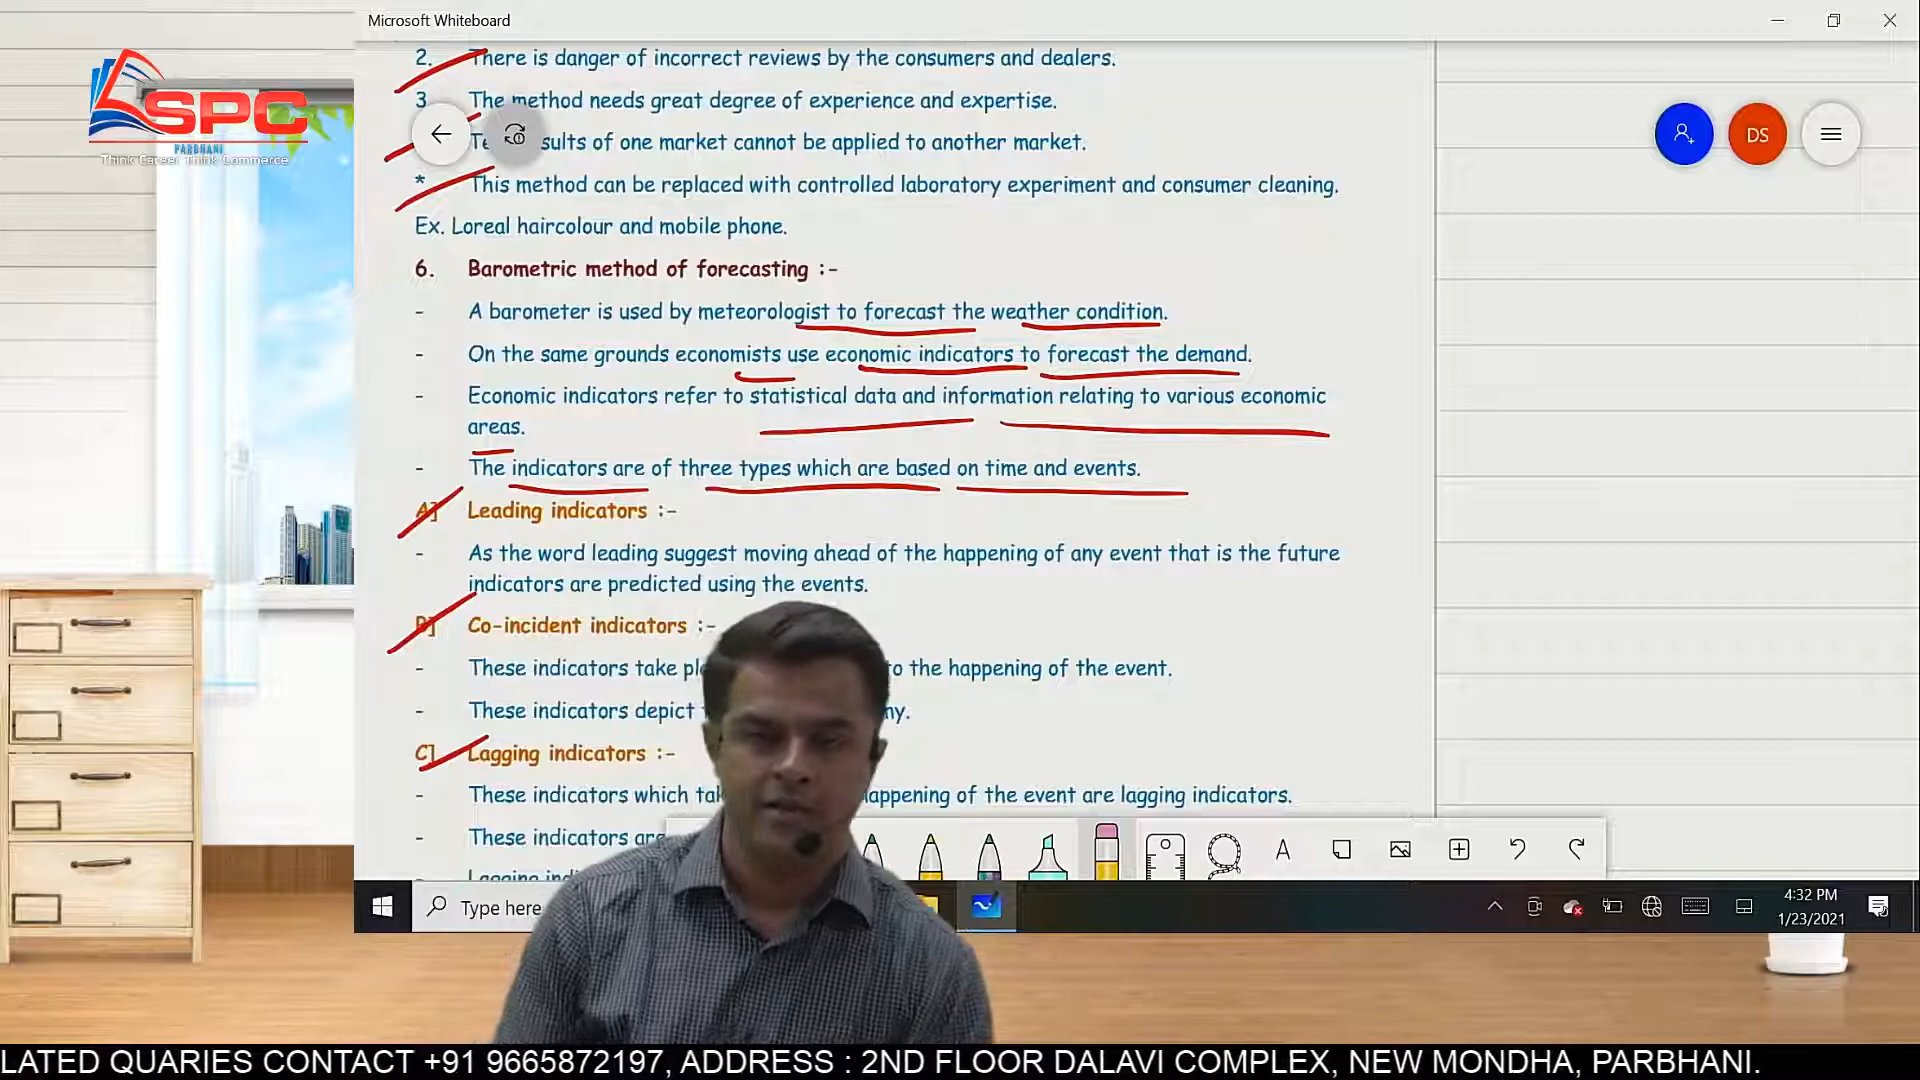 Microsoft Whiteboard
2. There is danger of incorrect reviews by the consumers and dealers.
3 The method needs great degree of experience and expertise.
sults of one market cannot be applied to another market.
* This method can be replaced with controlled laboratory experiment and consumer cleaning.
Ex. Loreal haircolour and mobile phone.
6. Barometric method of forecasting :-
- A barometer is used by meteorologist to forecast the weather condition.
- On the same grounds economists use economic indicators to forecast the demand.
- Economic indicators refer to statistical data and information relating to various economic
areas.
- The indicators are of three types which are based on time and events.
A] Leading indicators :-
- As the word leading suggest moving ahead of the happening of any event that is the future
indicators are predicted using the events.
B] Co-incident indicators :-
- These indicators take to the happening of the event.
- These indicators depict
C] Lagging indicators :-
- These indicators which happening of the event are lagging indicators.
- These indicators are
Lagging
SPC
PARBHANI
Think Career Think Commerce
DS
A
Type here
4:32 PM
1/23/2021
LATED QUARIES CONTACT +91 9665872197, ADDRESS : 2ND FLOOR DALAVI COMPLEX, NEW MONDHA, PARBHANI.